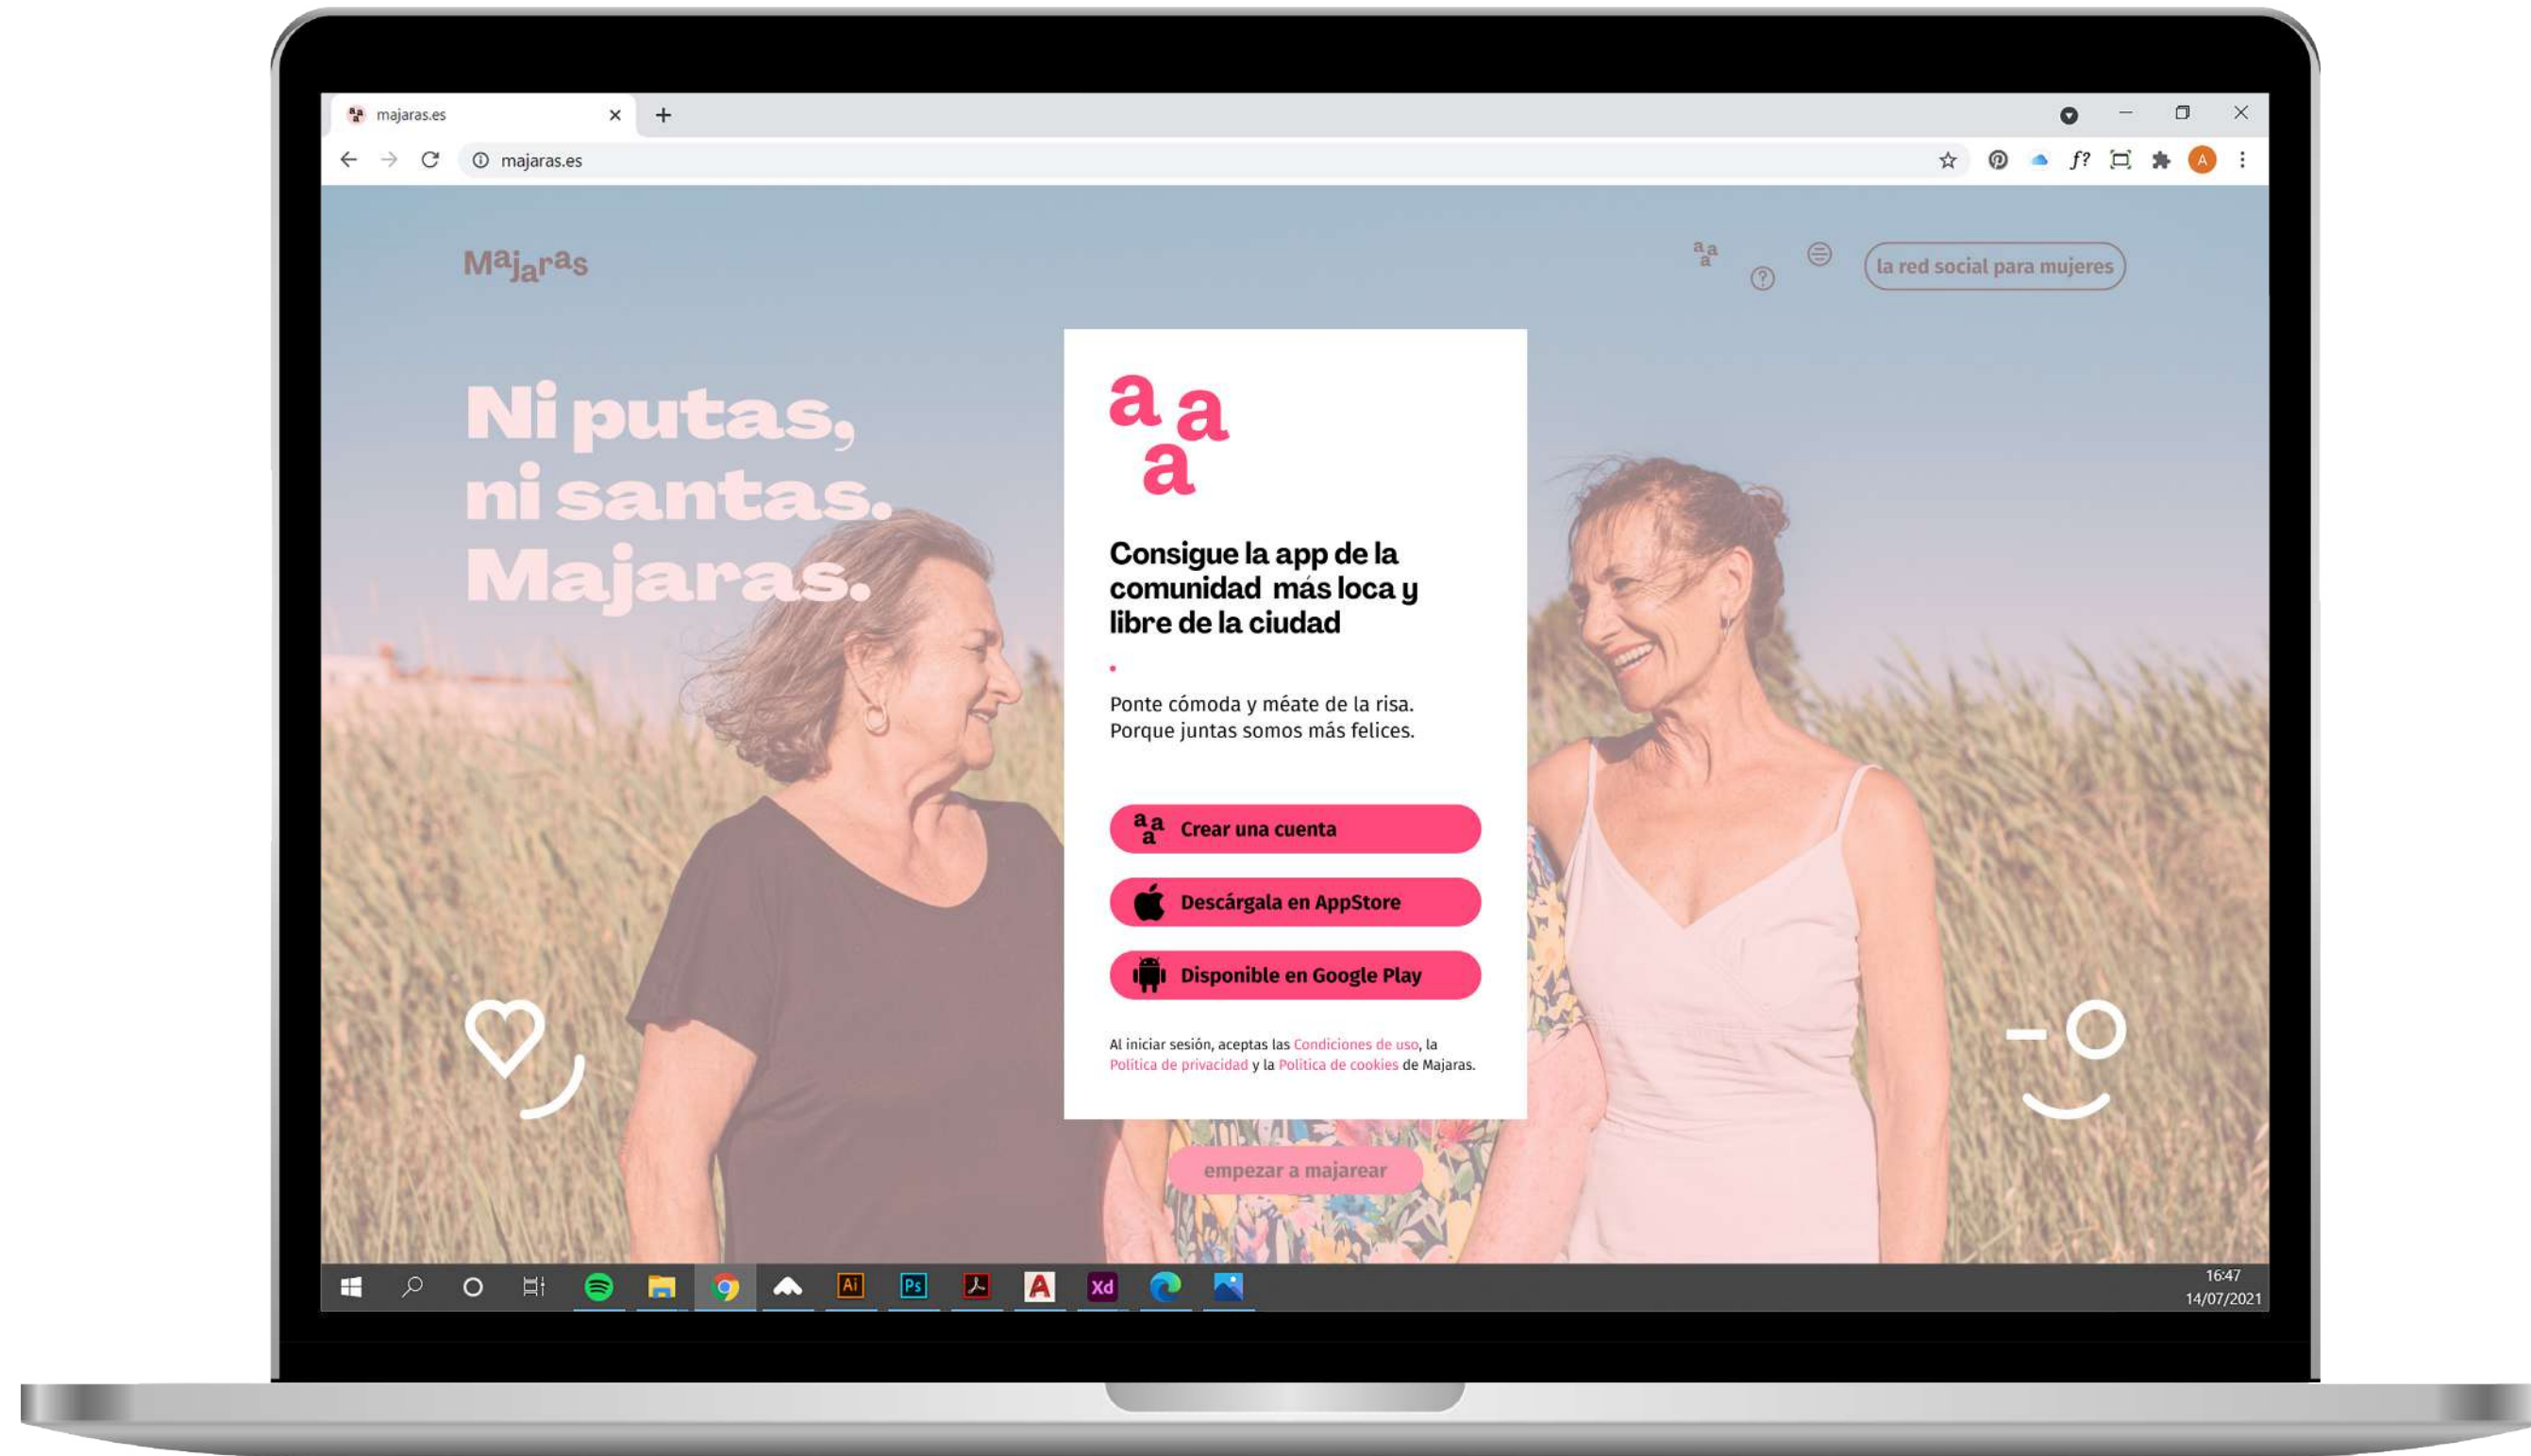 majaras.es
majaras.es
f?
A
Majaras
a a a
?
la red social para mujeres
Ni putas,
ni santas.
Majaras.
a a
a
Consigue la app de la
comunidad más loca y
libre de la ciudad
Ponte cómoda y méate de la risa.
Porque juntas somos más felices.
a a a Crear una cuenta
Descárgala en AppStore
Disponible en Google Play
Al iniciar sesión, aceptas las Condiciones de uso, la
Política de privacidad y la Política de cookies de Majaras.
empezar a majarear
Ai
Ps
A
Xd
16:47
14/07/2021